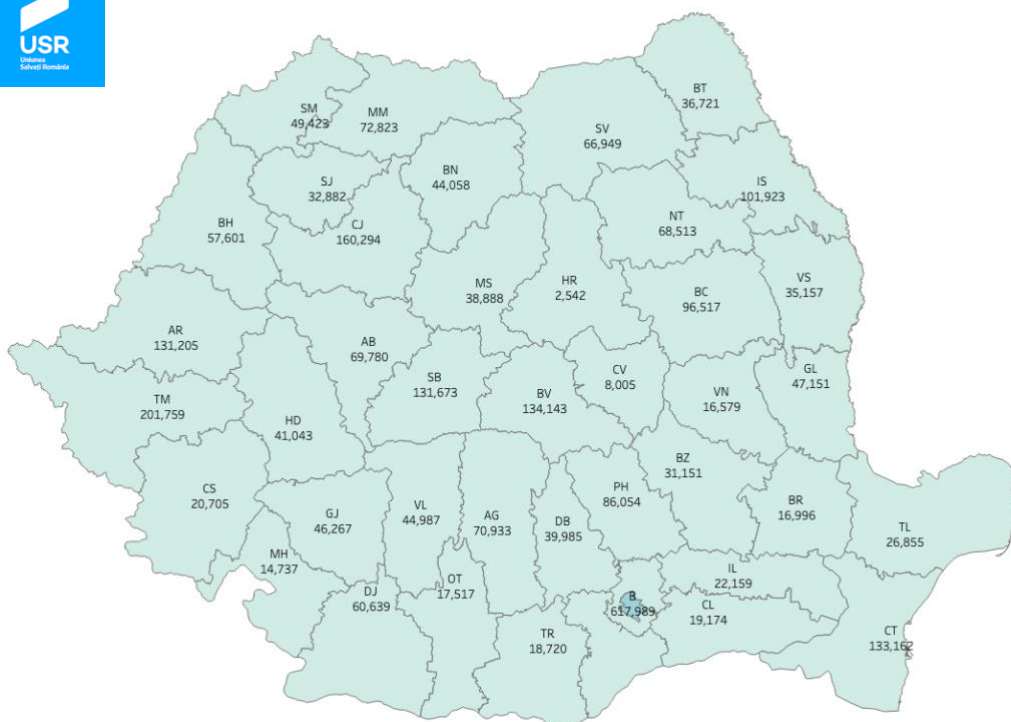 USR
Uniunea
Salvați România
BT
36,721
SM
49,423
MM
72,823
SV
66,949
BN
44,058
SJ
32,882
IS
101,923
BH
57,601
CJ
160,294
NT
68,513
VS
35,157
MS
38,888
HR
2,542
BC
96,517
AR
131,205
AB
69,780
SB
131,673
BV
134,143
CV
8,005
VN
16,579
GL
47,151
TM
201,759
HD
41,043
BZ
31,151
CS
20,705
GJ
46,267
VL
44,987
AG
70,933
DB
39,985
PH
86,054
BR
16,996
TL
26,855
MH
14,737
DJ
60,639
OT
17,517
B
617,989
IL
22,159
CL
19,174
TR
18,720
CT
133,162